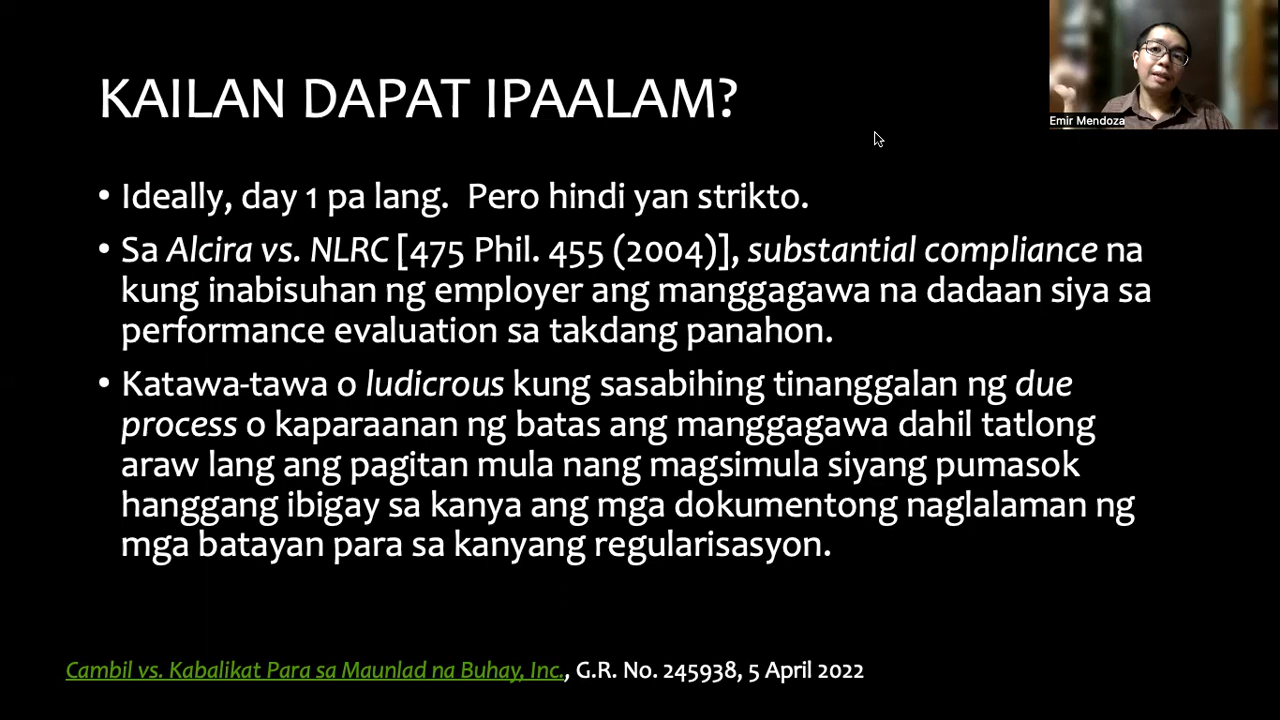 KAILAN DAPAT IPAALAM?
Emir Mendoza
• Ideally, day 1 pa lang.  Pero hindi yan strikto.
• Sa Alcira vs. NLRC [475 Phil. 455 (2004)], substantial compliance na
kung inabisuhan ng employer ang manggagawa na dadaan siya sa
performance evaluation sa takdang panahon.
• Katawa-tawa o ludicrous kung sasabihing tinanggalan ng due
process o kaparaanan ng batas ang manggagawa dahil tatlong
araw lang ang pagitan mula nang magsimula siyang pumasok
hanggang ibigay sa kanya ang mga dokumentong naglalaman ng
mga batayan para sa kanyang regularisasyon.
Cambil vs. Kabalikat Para sa Maunlad na Buhay, Inc., G.R. No. 245938, 5 April 2022